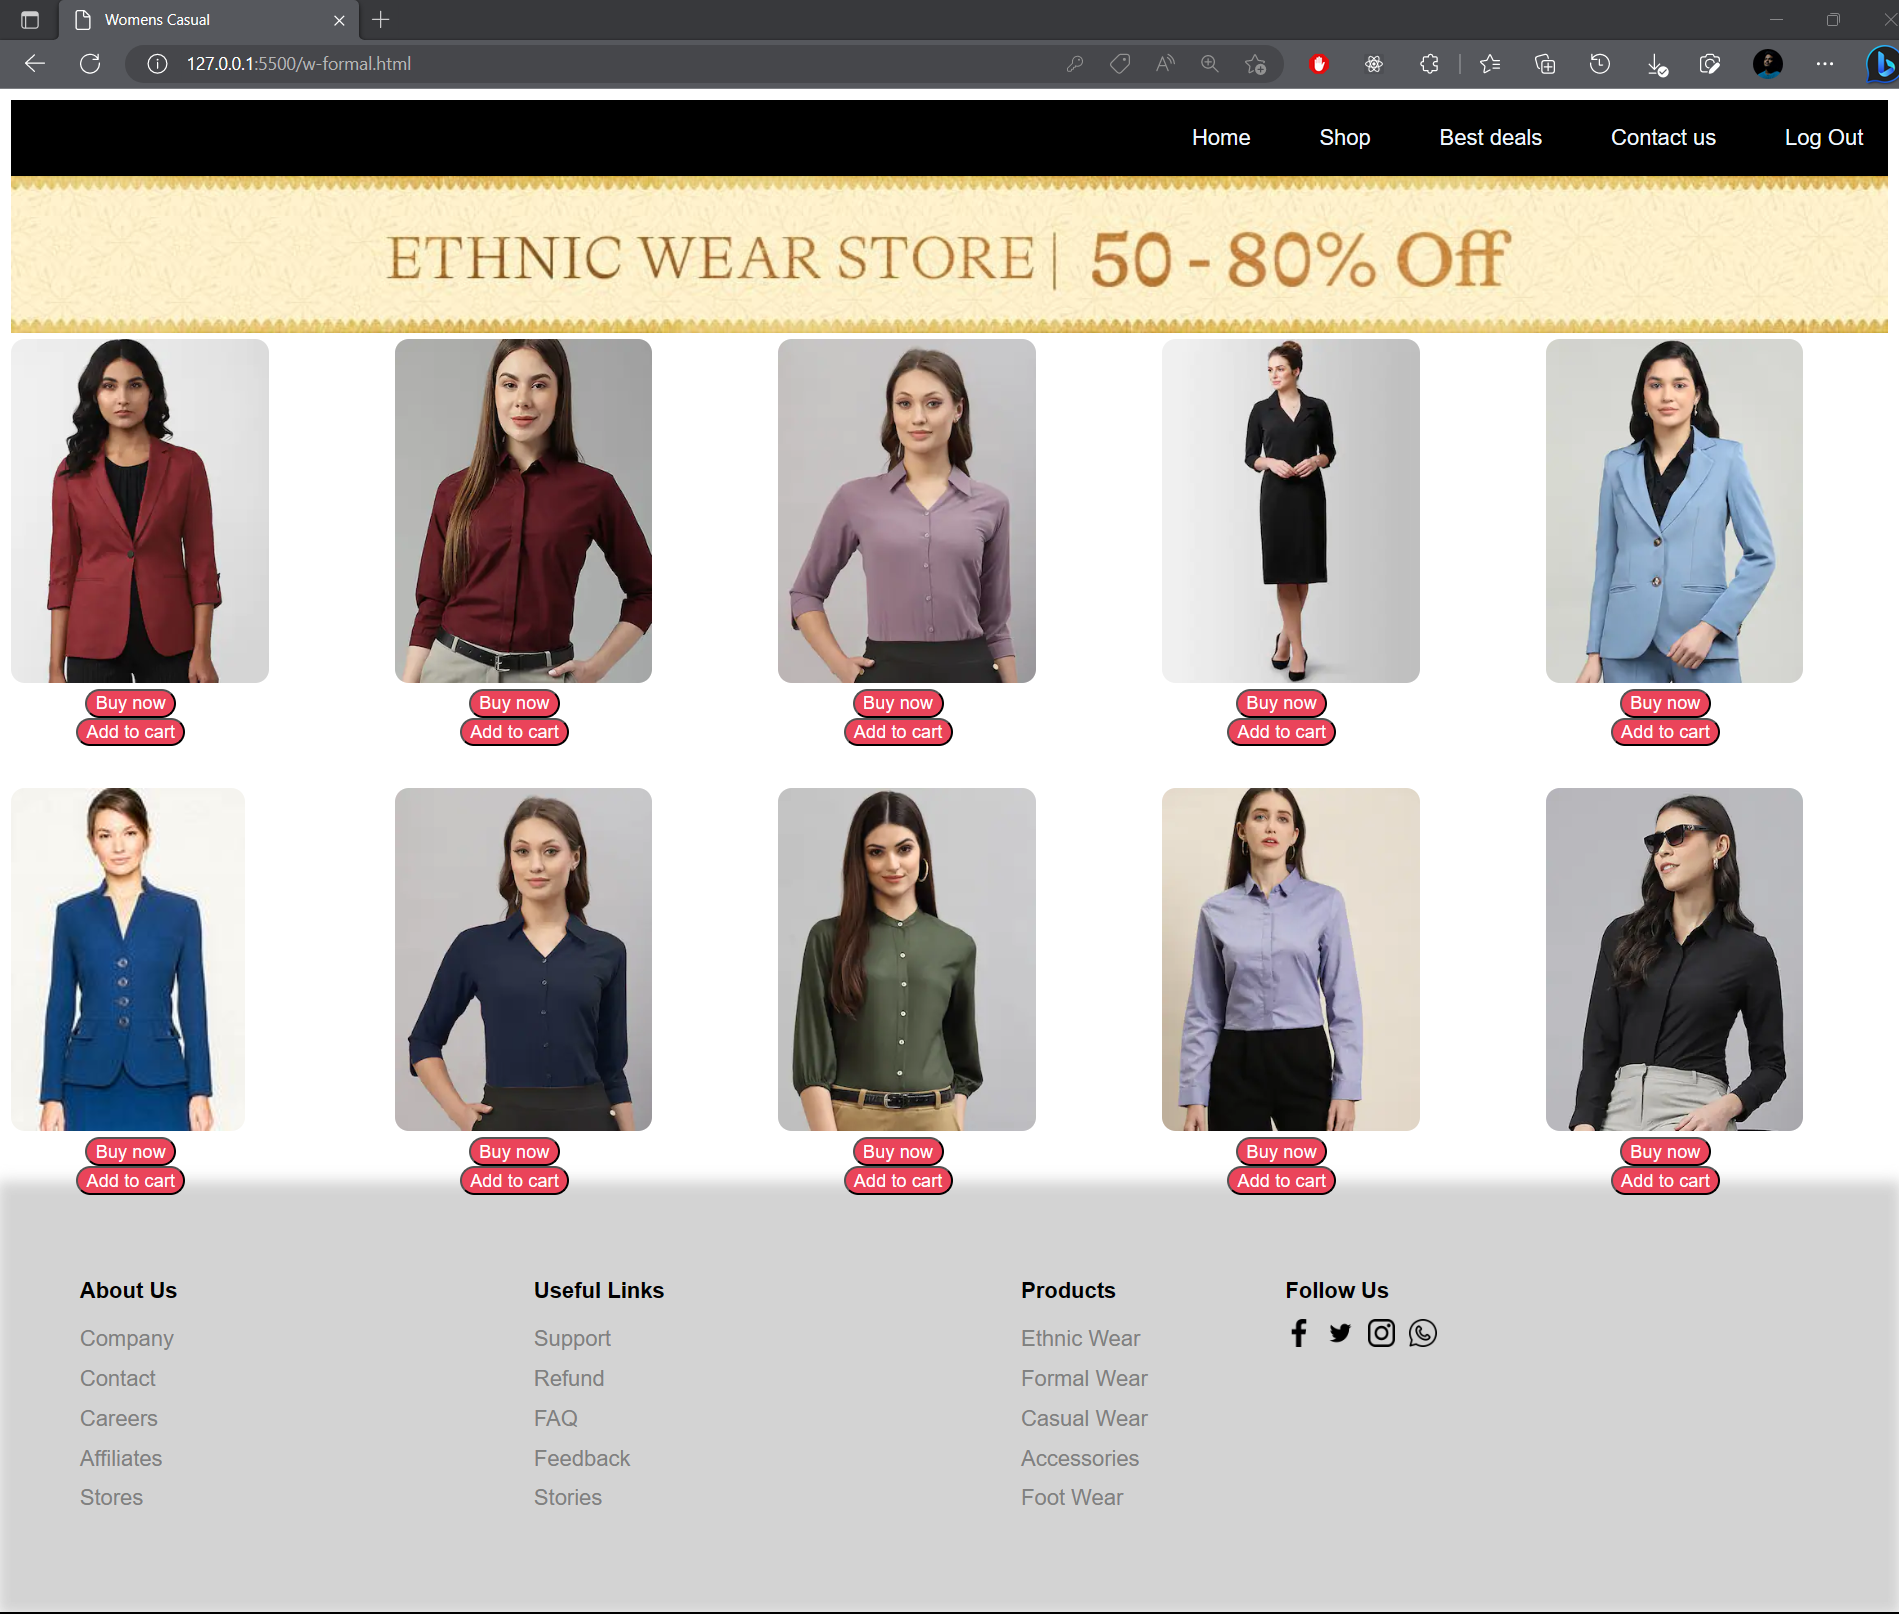 Womens Casual
127.0.0.1:5500/w-formal.html
Home Shop Best deals Contact us Log Out
ETHNIC WEAR STORE | 50 - 80% Off
Buy now Buy now Buy now Buy now Buy now
Add to cart Add to cart Add to cart Add to cart Add to cart
Buy now Buy now Buy now Buy now Buy now
Add to cart Add to cart Add to cart Add to cart Add to cart
About Us Useful Links Products Follow Us
Company Support Ethnic Wear
Contact Refund Formal Wear
Careers FAQ Casual Wear
Affiliates Feedback Accessories
Stores Stories Foot Wear